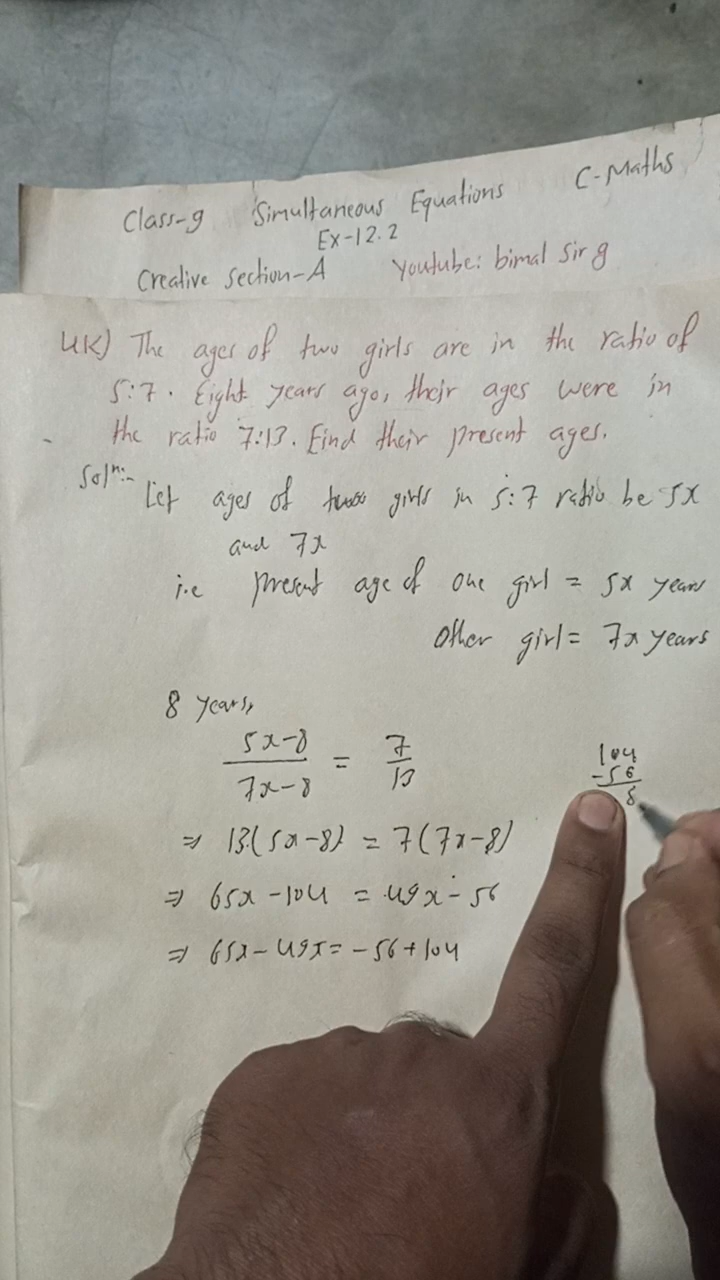 Class-9 Simultaneous Equations C-Maths
Ex-12.2
Creative Section-A Youtube: bimal Sir g
4K) The ages of two girls are in the ratio of
5:7. Eight years ago, their ages were in
the ratio 7:13. Find their present ages.
Solⁿ:-
Let ages of two girls in 5:7 ratio be 5x
and 7x
i.e present age of one girl = 5x years
Other girl = 7x years
8 years,
5x-8 / 7x-8 = 7 / 13
⇒ 13(5x-8) = 7(7x-8)
⇒ 65x - 104 = 49x - 56
⇒ 65x - 49x = -56 + 104
104
-56
8